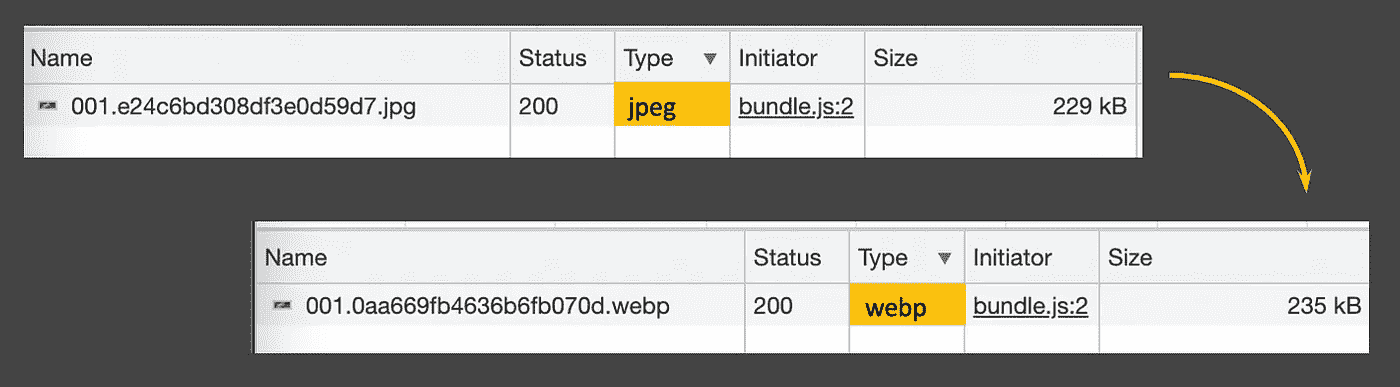 Name Status Type ▼ Initiator Size
001.e24c6bd308df3e0d59d7.jpg 200 jpeg bundle.js:2 229 kB
Name Status Type ▼ Initiator Size
001.0aa669fb4636b6fb070d.webp 200 webp bundle.js:2 235 kB